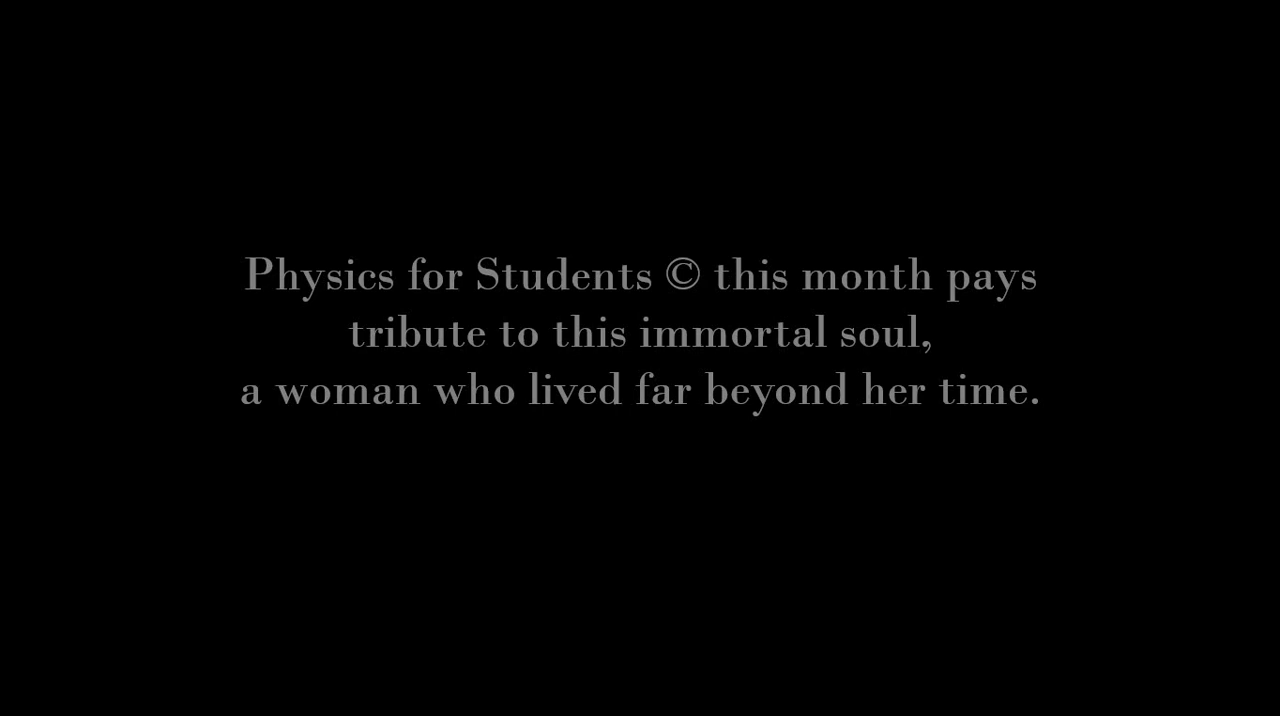 Physics for Students © this month pays
tribute to this immortal soul,
a woman who lived far beyond her time.